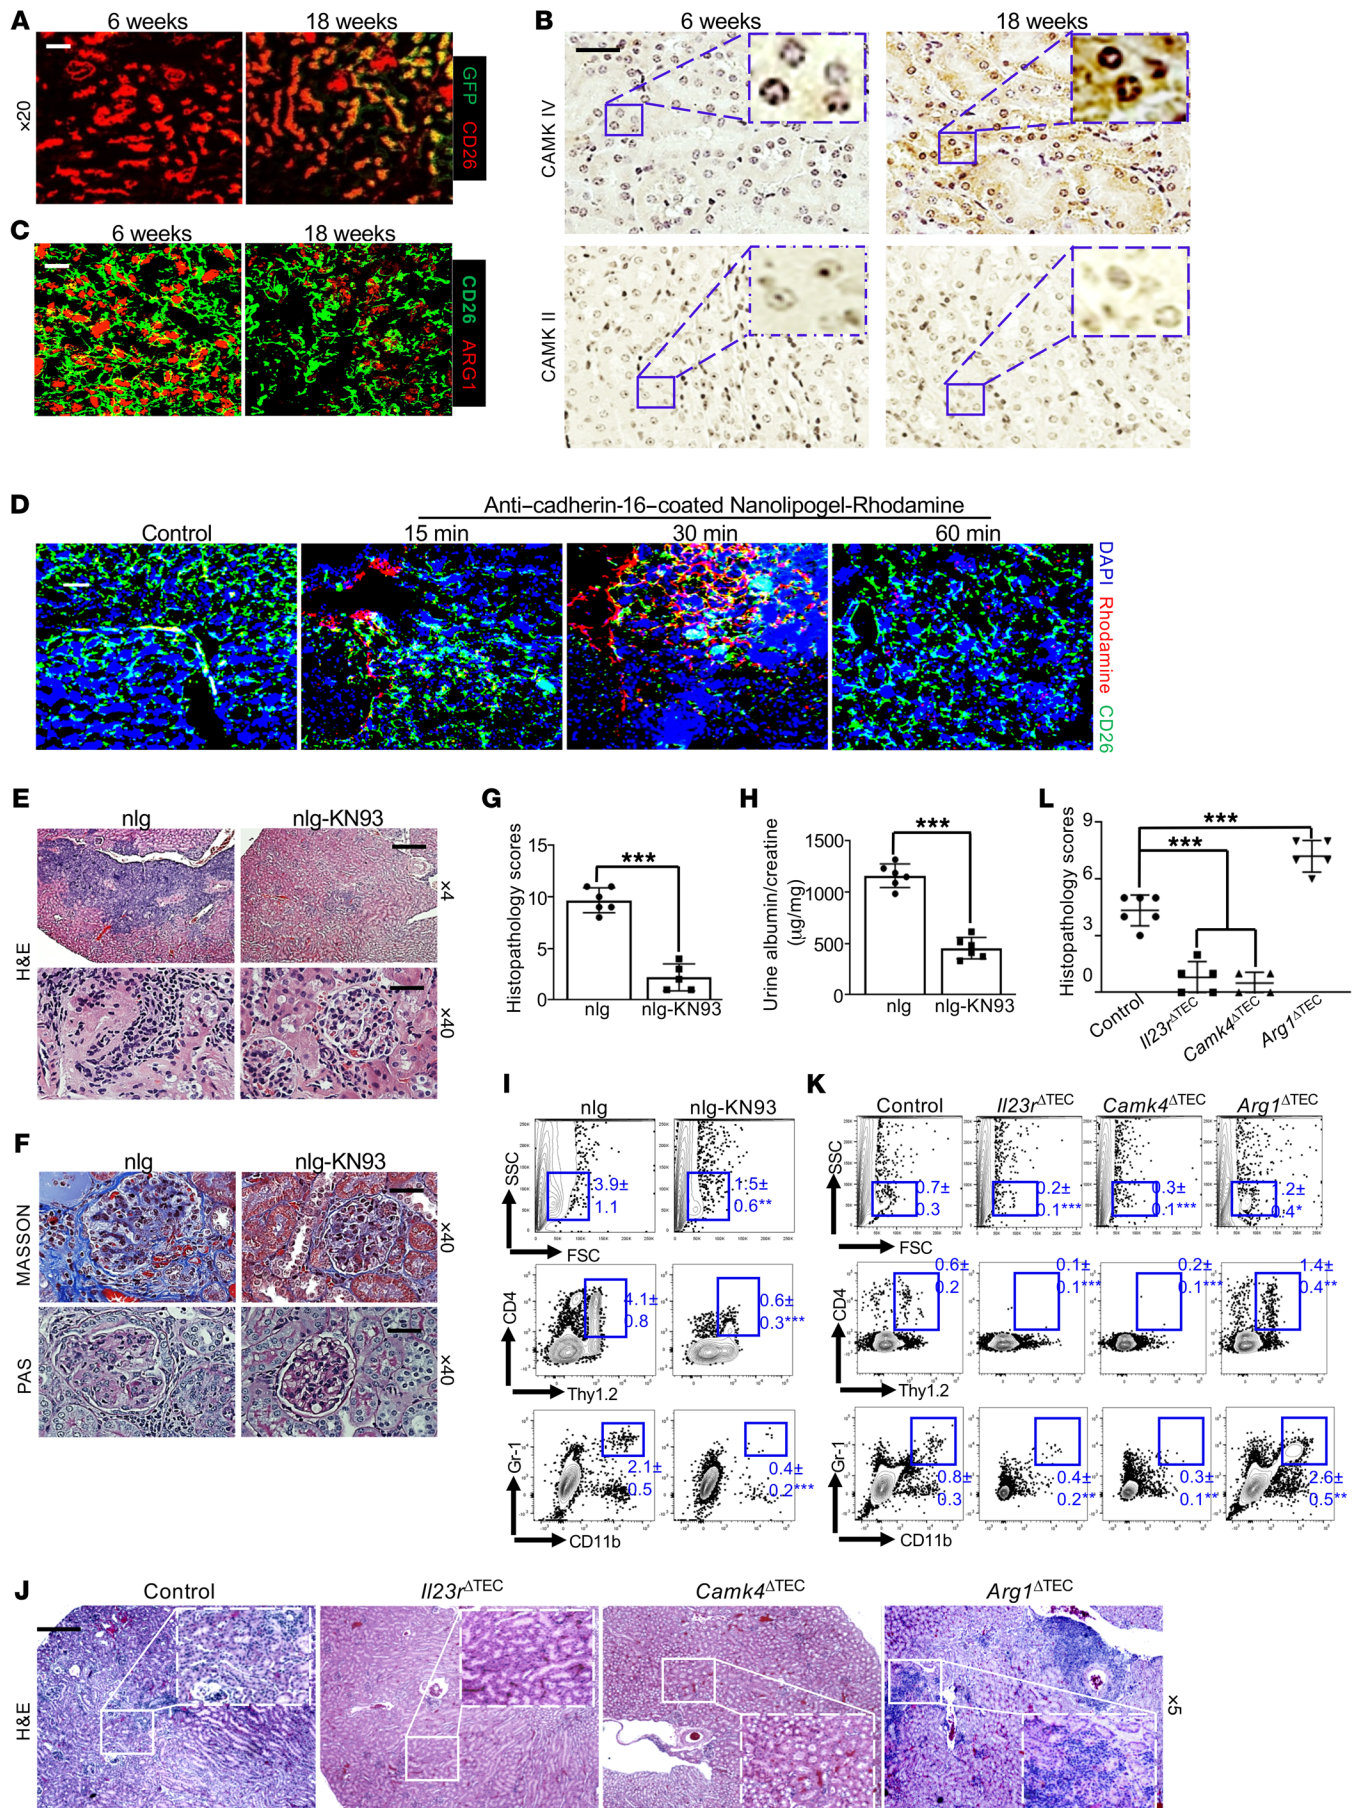 A
6 weeks
18 weeks
×20
GFP CD26
B
6 weeks
18 weeks
CAMK IV
CAMK II
C
6 weeks
18 weeks
CD26 ARG1
D
Anti–cadherin-16–coated Nanolipogel-Rhodamine
Control
15 min
30 min
60 min
DAPI Rhodamine CD26
E
nlg
nlg-KN93
H&E
×4
×40
F
nlg
nlg-KN93
MASSON
×40
PAS
×40
G
Histopathology scores
15
10
5
0
***
nlg
nlg-KN93
H
Urine albumin/creatine
(µg/mg)
1500
1000
500
0
***
nlg
nlg-KN93
L
Histopathology scores
9
6
3
0
***
***
Control
Il23rΔTEC
Camk4ΔTEC
Arg1ΔTEC
I
nlg
nlg-KN93
SSC
3.9±
1.1
1.5±
0.6**
FSC
CD4
4.1±
0.8
0.6±
0.3***
Thy1.2
Gr-1
2.1±
0.5
0.4±
0.2***
CD11b
K
Control
Il23rΔTEC
Camk4ΔTEC
Arg1ΔTEC
SSC
0.7±
0.3
0.2±
0.1***
0.3±
0.1***
1.2±
0.4*
FSC
CD4
0.6±
0.2
0.1±
0.1***
0.2±
0.1***
1.4±
0.4**
Thy1.2
Gr-1
0.8±
0.3
0.4±
0.2**
0.3±
0.1**
2.6±
0.5**
CD11b
J
Control
Il23rΔTEC
Camk4ΔTEC
Arg1ΔTEC
H&E
×5